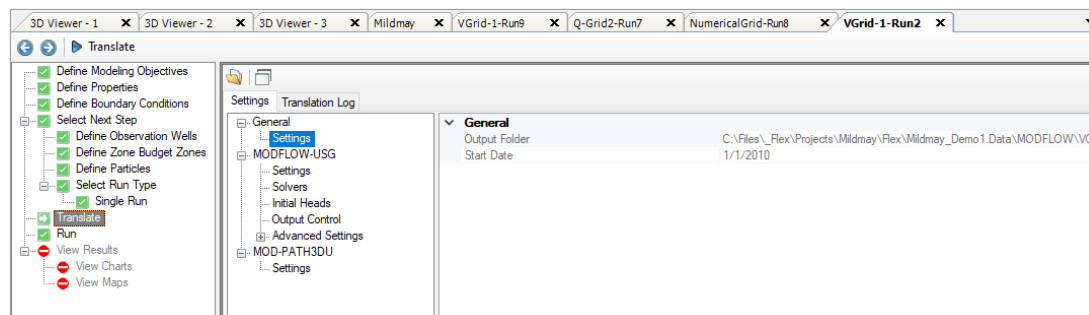 3D Viewer - 1 X 3D Viewer - 2 X 3D Viewer - 3 X Mildmay X VGrid-1-Run9 X Q-Grid2-Run7 X NumericalGrid-Run8 X VGrid-1-Run2 X
Translate
Define Modeling Objectives
Define Properties
Define Boundary Conditions
Select Next Step
Define Observation Wells
Define Zone Budget Zones
Define Particles
Select Run Type
Single Run
Translate
Run
View Results
View Charts
View Maps
Settings Translation Log
General
Settings
MODFLOW-USG
Settings
Solvers
Initial Heads
Output Control
Advanced Settings
MOD-PATH3DU
Settings
General
Output Folder C:\Files\_Flex\Projects\Mildmay\Flex\Mildmay_Demo1.Data\MODFLOW\VG
Start Date 1/1/2010